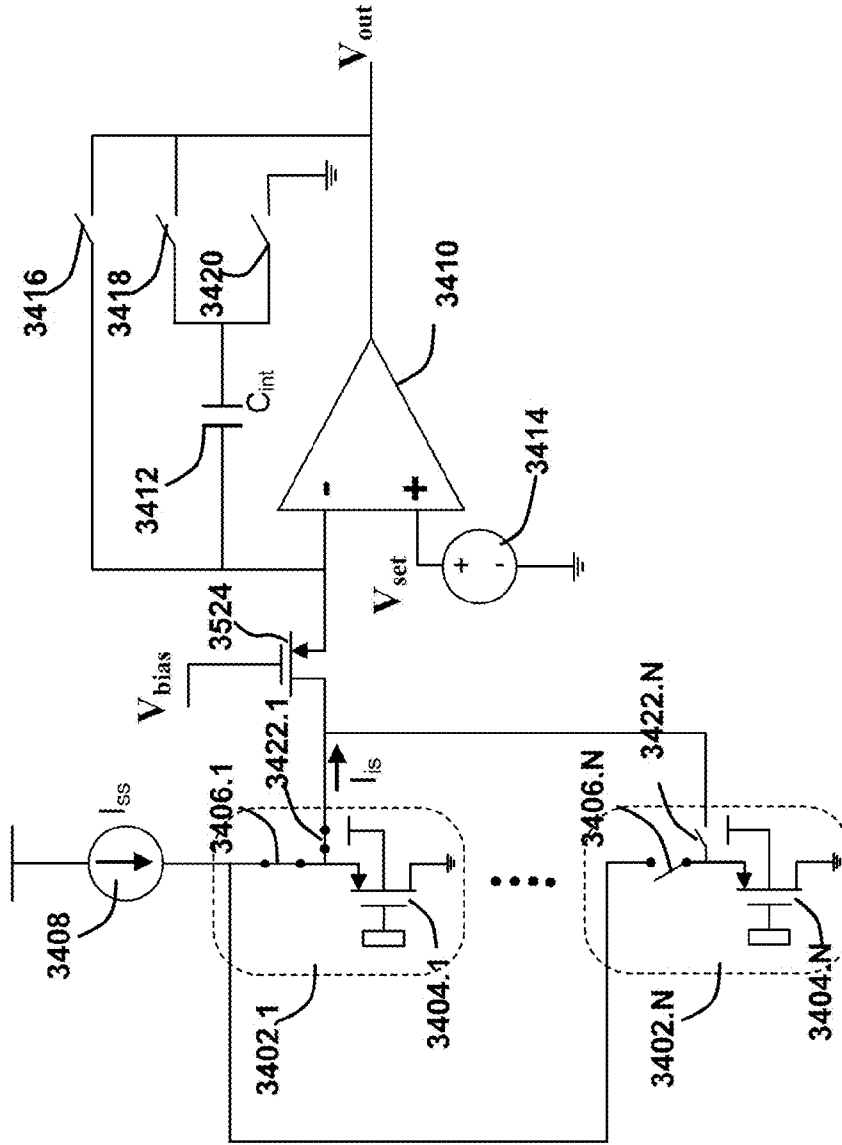 3416
3418
3420
V_out
3412
C_int
3410
-
+
3414
+
-
V_set
3524
V_bias
3422.1
I_is
3406.1
I_ss
3408
3402.1
3404.1
3422.N
3406.N
3402.N
3404.N